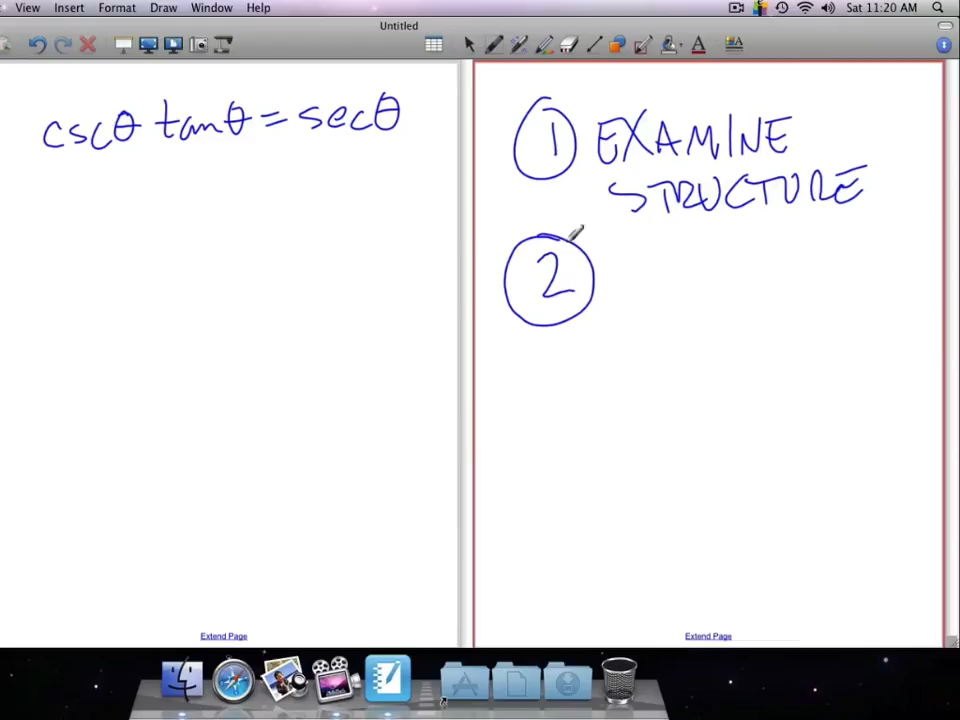 View Insert Format Draw Window Help Sat 11:20 AM
Untitled
cscθ tanθ = secθ
1 EXAMINE
STRUCTURE
2
Extend Page Extend Page